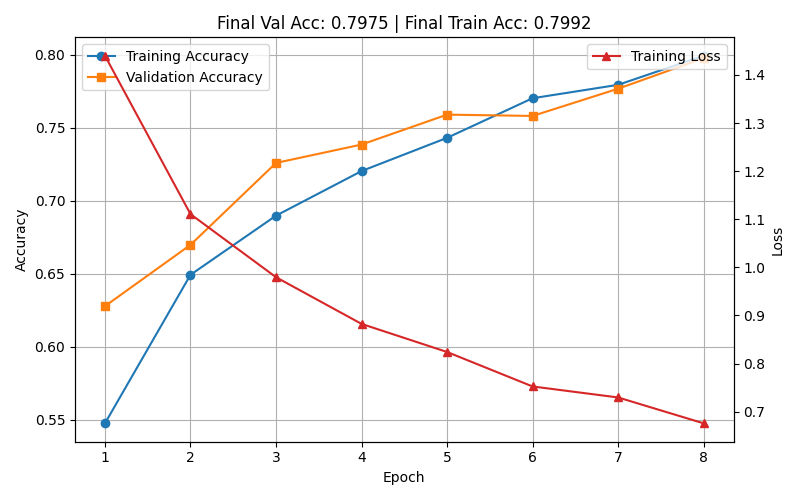 Final Val Acc: 0.7975 | Final Train Acc: 0.7992
Training Accuracy
Validation Accuracy
Training Loss
0.80
0.75
0.70
0.65
0.60
0.55
Accuracy
1.4
1.3
1.2
1.1
1.0
0.9
0.8
0.7
Loss
1 2 3 4 5 6 7 8
Epoch